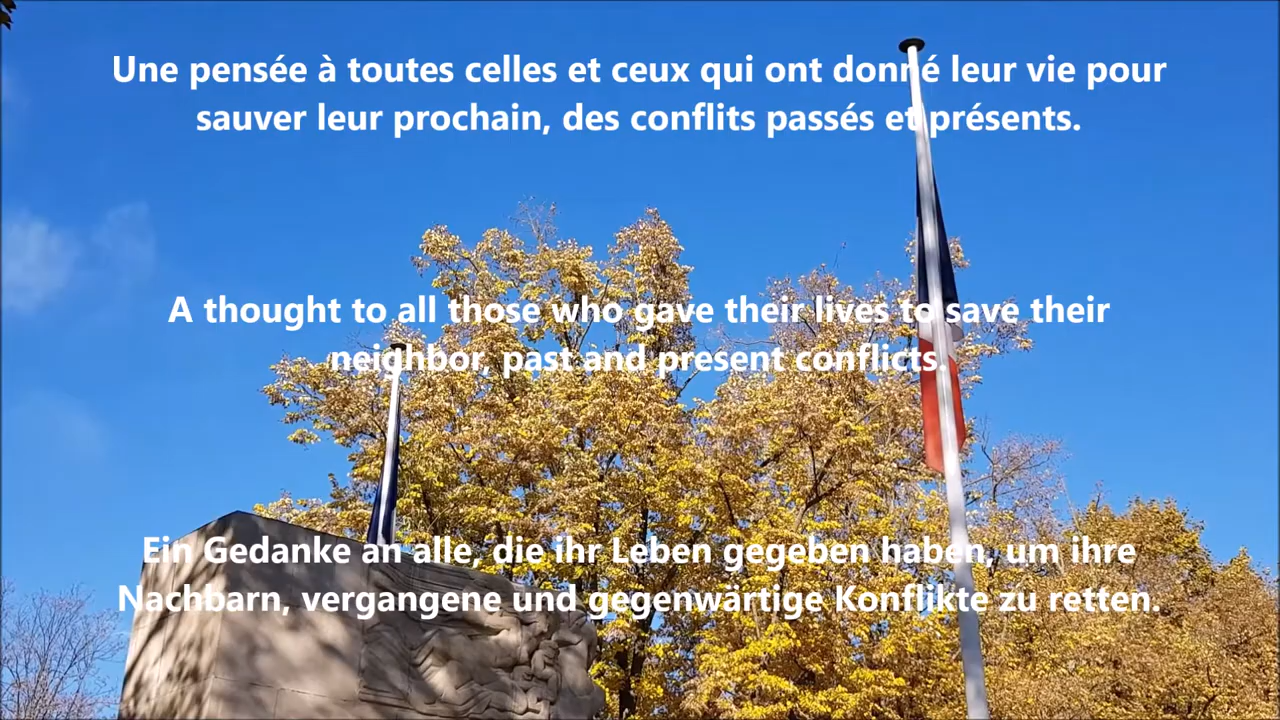 Une pensée à toutes celles et ceux qui ont donné leur vie pour
sauver leur prochain, des conflits passés et présents.
A thought to all those who gave their lives to save their
neighbor, past and present conflicts.
Ein Gedanke an alle, die ihr Leben gegeben haben, um ihre
Nachbarn, vergangene und gegenwärtige Konflikte zu retten.